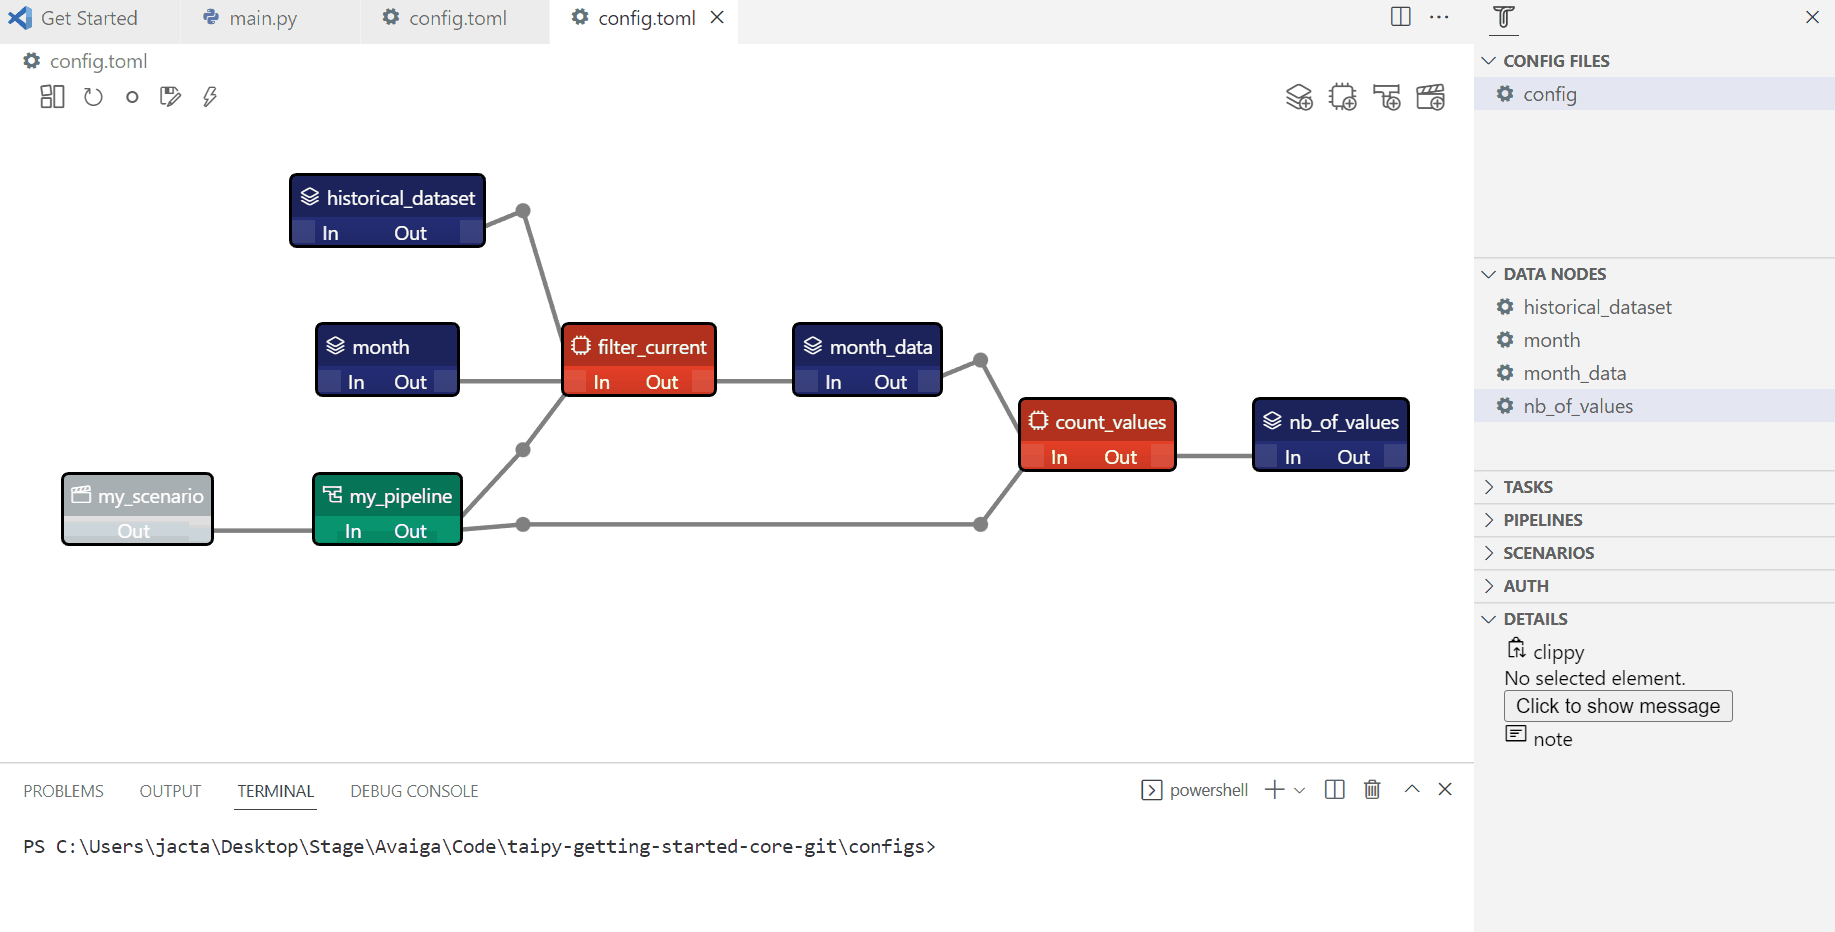 Get Started
main.py
config.toml
config.toml
config.toml
historical_dataset
In Out
month
In Out
filter_current
In Out
month_data
In Out
count_values
In Out
nb_of_values
In Out
my_scenario
Out
my_pipeline
In Out
PROBLEMS OUTPUT TERMINAL DEBUG CONSOLE
powershell
PS C:\Users\jacta\Desktop\Stage\Avaiga\Code\taipy-getting-started-core-git\configs>
CONFIG FILES
config
DATA NODES
historical_dataset
month
month_data
nb_of_values
TASKS
PIPELINES
SCENARIOS
AUTH
DETAILS
clippy
No selected element.
Click to show message
note